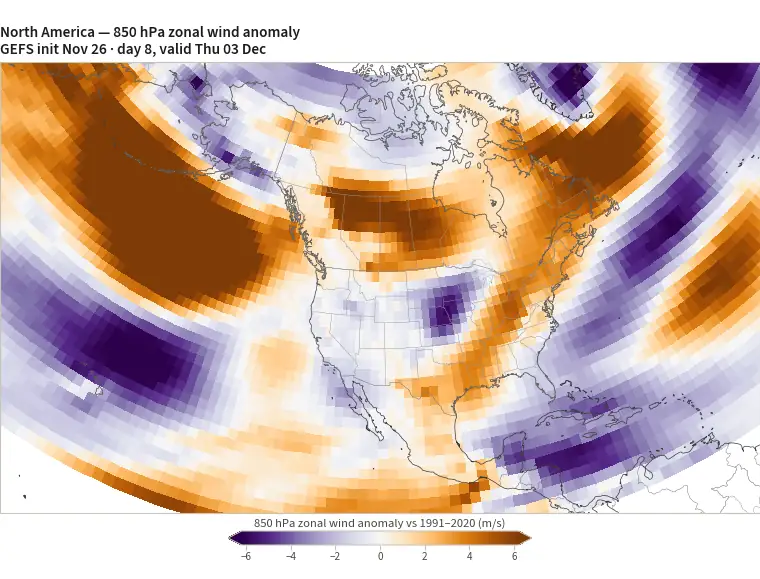 North America — 850 hPa zonal wind anomaly
GEFS init Nov 26 · day 8, valid Thu 03 Dec
850 hPa zonal wind anomaly vs 1991–2020 (m/s)
−6 −4 −2 0 2 4 6